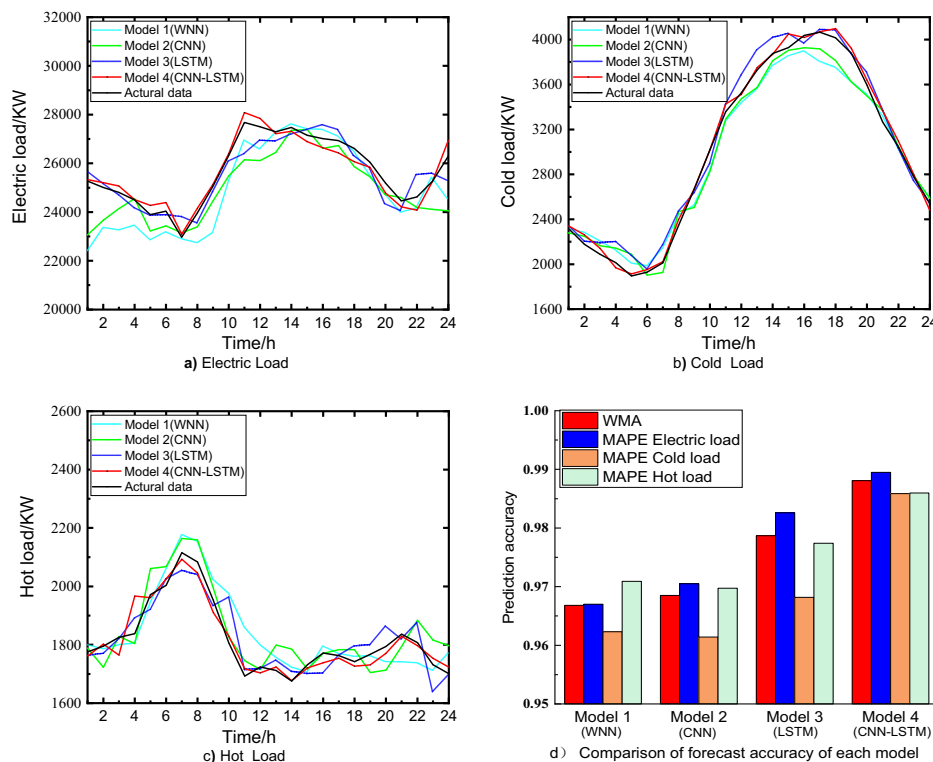 32000
30000
28000
26000
24000
22000
20000
Electric load/KW
Model 1(WNN)
Model 2(CNN)
Model 3(LSTM)
Model 4(CNN-LSTM)
Actural data
2 4 6 8 10 12 14 16 18 20 22 24
Time/h
a) Electric Load
4000
3600
3200
2800
2400
2000
1600
Cold load/KW
Model 1(WNN)
Model 2(CNN)
Model 3(LSTM)
Model 4(CNN-LSTM)
Actural data
2 4 6 8 10 12 14 16 18 20 22 24
Time/h
b) Cold Load
2600
2400
2200
2000
1800
1600
Hot load/KW
Model 1(WNN)
Model 2(CNN)
Model 3(LSTM)
Model 4(CNN-LSTM)
Actural data
2 4 6 8 10 12 14 16 18 20 22 24
Time/h
c) Hot Load
1.00
0.99
0.98
0.97
0.96
0.95
Prediction accuracy
WMA
MAPE Electric load
MAPE Cold load
MAPE Hot load
Model 1 Model 2 Model 3 Model 4
(WNN) (CNN) (LSTM) (CNN-LSTM)
d） Comparison of forecast accuracy of each model